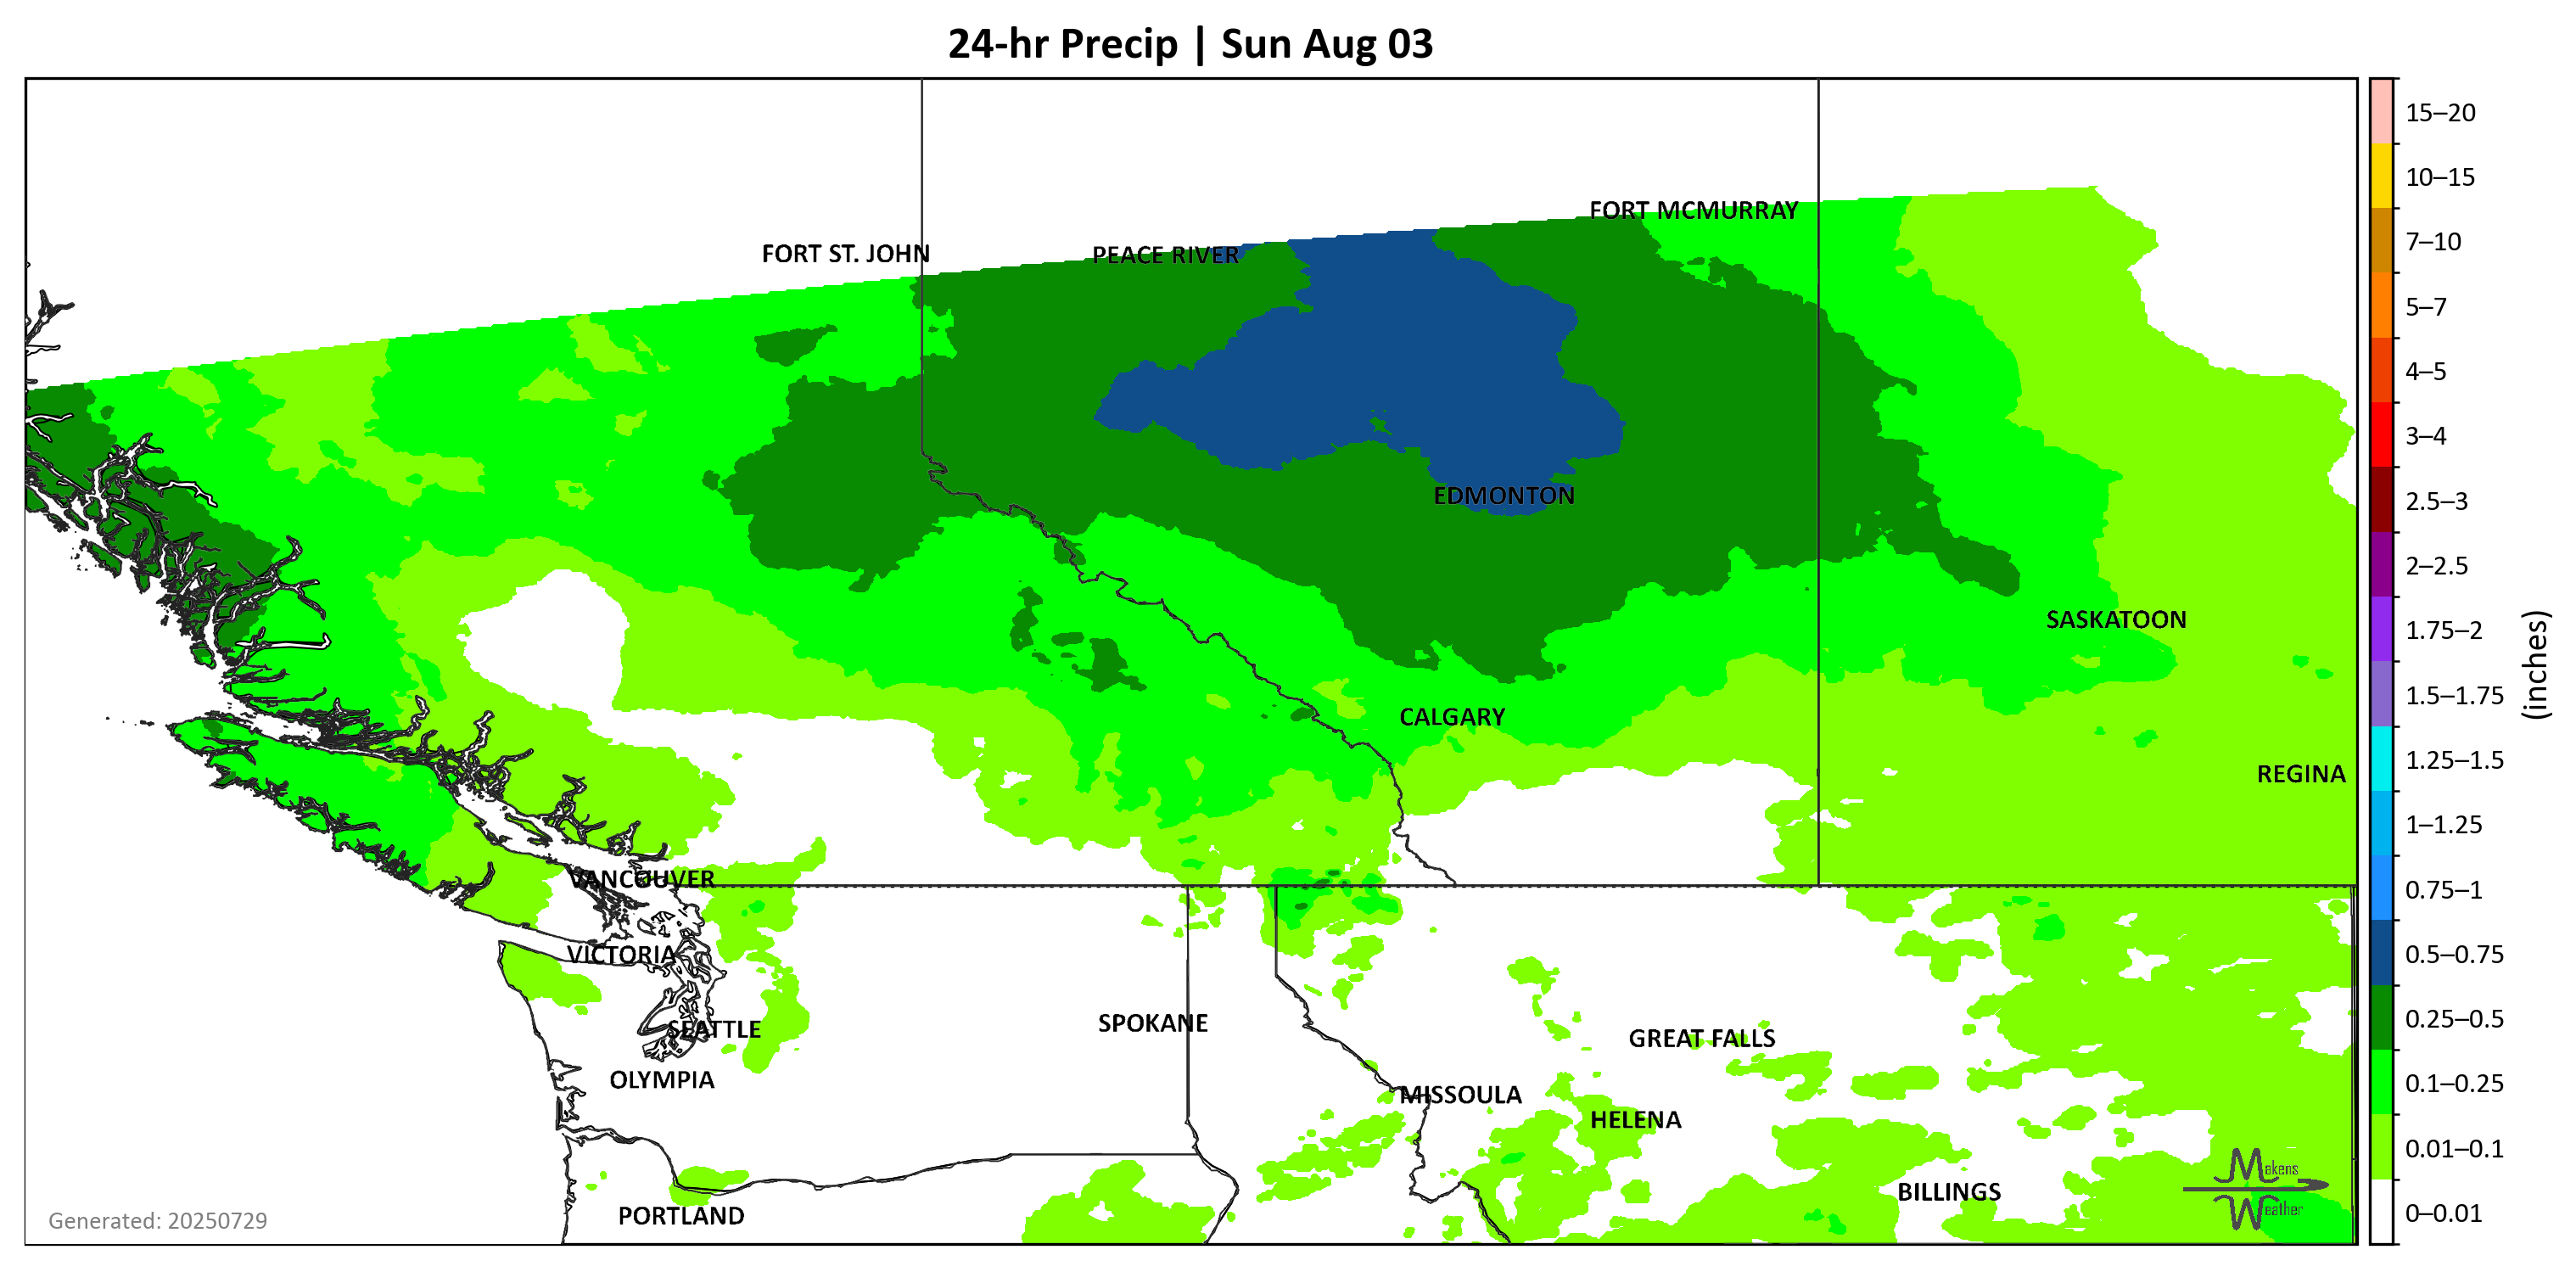 24-hr Precip | Sun Aug 03
FORT MCMURRAY
FORT ST. JOHN
PEACE RIVER
EDMONTON
SASKATOON
CALGARY
REGINA
VANCOUVER
VICTORIA
SPOKANE
SEATTLE
GREAT FALLS
OLYMPIA
MISSOULA
HELENA
BILLINGS
PORTLAND
Makens
Weather
Generated: 20250729
15–20
10–15
7–10
5–7
4–5
3–4
2.5–3
2–2.5
1.75–2
1.5–1.75
1.25–1.5
1–1.25
0.75–1
0.5–0.75
0.25–0.5
0.1–0.25
0.01–0.1
0–0.01
(inches)